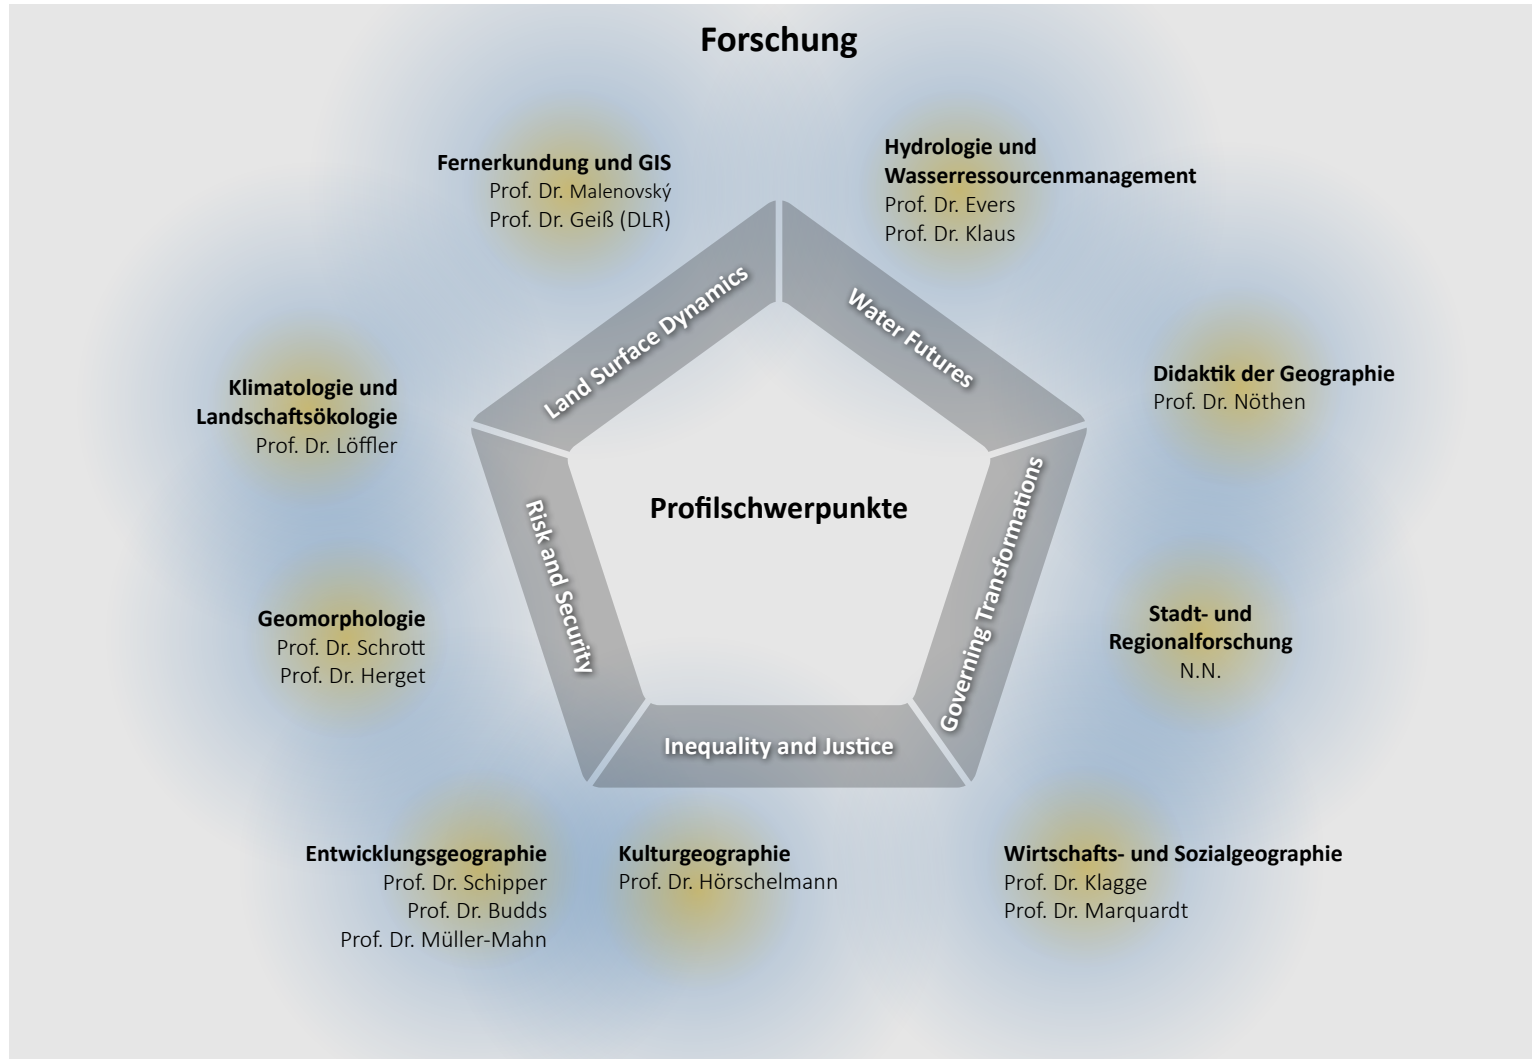 Forschung
Fernerkundung und GIS
Prof. Dr. Malenovský
Prof. Dr. Geiß (DLR)
Hydrologie und
Wasserressourcenmanagement
Prof. Dr. Evers
Prof. Dr. Klaus
Land Surface Dynamics
Water Futures
Klimatologie und
Landschaftsökologie
Prof. Dr. Löffler
Didaktik der Geographie
Prof. Dr. Nöthen
Profilschwerpunkte
Risk and Security
Governing Transformations
Geomorphologie
Prof. Dr. Schrott
Prof. Dr. Herget
Stadt- und
Regionalforschung
N.N.
Inequality and Justice
Entwicklungsgeographie
Prof. Dr. Schipper
Prof. Dr. Budds
Prof. Dr. Müller-Mahn
Kulturgeographie
Prof. Dr. Hörschelmann
Wirtschafts- und Sozialgeographie
Prof. Dr. Klagge
Prof. Dr. Marquardt